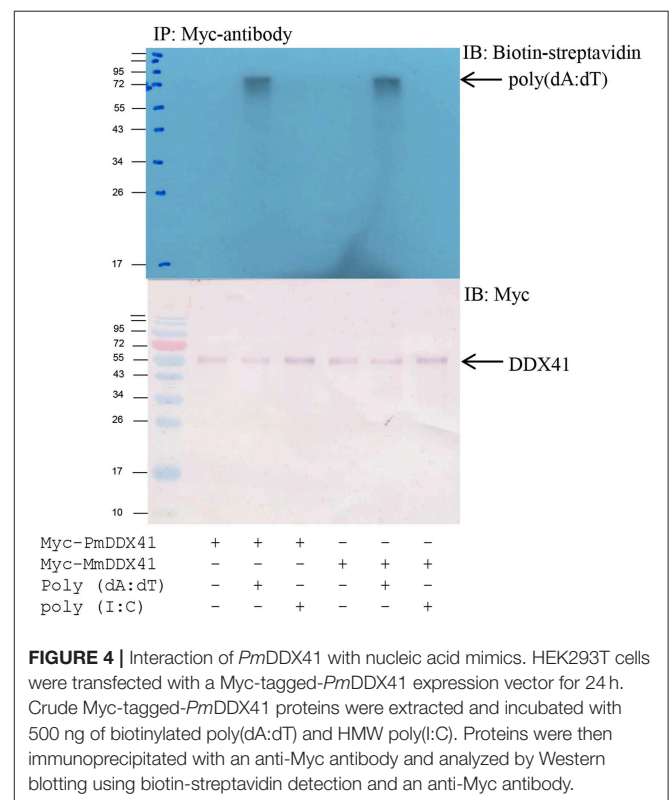 IP: Myc-antibody
IB: Biotin-streptavidin
poly(dA:dT)
95
72
55
43
34
26
17
IB: Myc
DDX41
95
72
55
43
34
26
17
10
Myc-PmDDX41 + + + - - -
Myc-MmDDX41 - - - + + +
Poly (dA:dT) - + - - + -
poly (I:C) - - + - - +
FIGURE 4 | Interaction of PmDDX41 with nucleic acid mimics. HEK293T cells
were transfected with a Myc-tagged-PmDDX41 expression vector for 24 h.
Crude Myc-tagged-PmDDX41 proteins were extracted and incubated with
500 ng of biotinylated poly(dA:dT) and HMW poly(I:C). Proteins were then
immunoprecipitated with an anti-Myc antibody and analyzed by Western
blotting using biotin-streptavidin detection and an anti-Myc antibody.